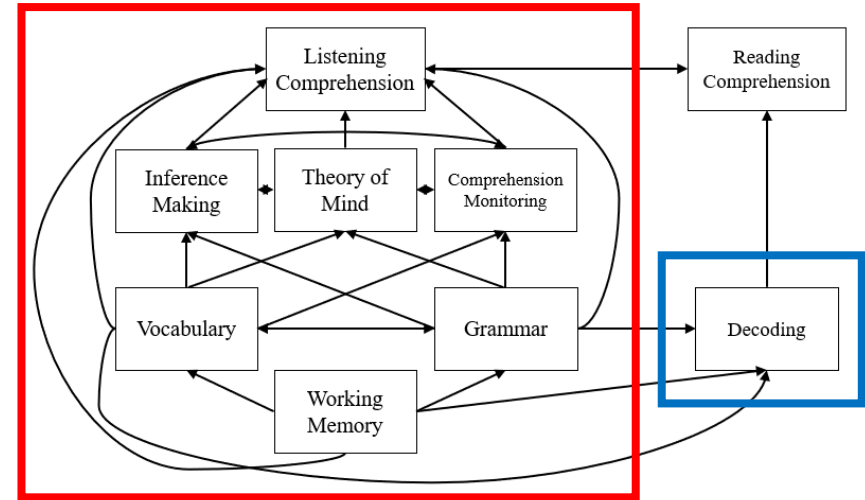 Listening
Comprehension
Reading
Comprehension
Inference
Making
Theory of
Mind
Comprehension
Monitoring
Vocabulary
Grammar
Decoding
Working
Memory